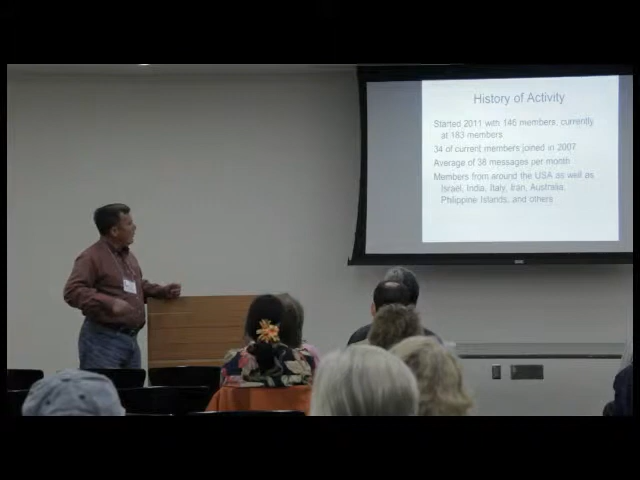 History of Activity
Started 2011 with 146 members, currently
at 183 members
34 of current members joined in 2007
Average of 38 messages per month
Members from around the USA as well as
Israel, India, Italy, Iran, Australia,
Philippine Islands, and others